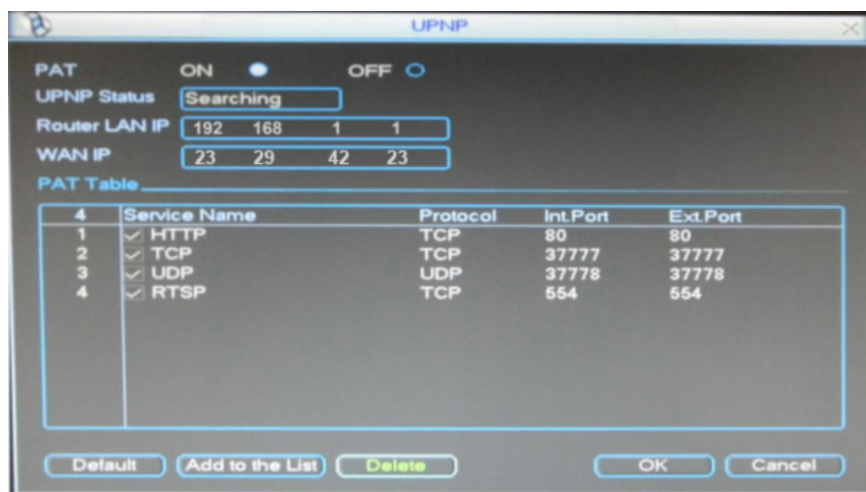 UPNP
PAT ON OFF
UPNP Status Searching
Router LAN IP 192 168 1 1
WAN IP 23 29 42 23
PAT Table
4 Service Name Protocol Int.Port Ext.Port
1 HTTP TCP 80 80
2 TCP TCP 37777 37777
3 UDP UDP 37778 37778
4 RTSP TCP 554 554
Default Add to the List Delete OK Cancel